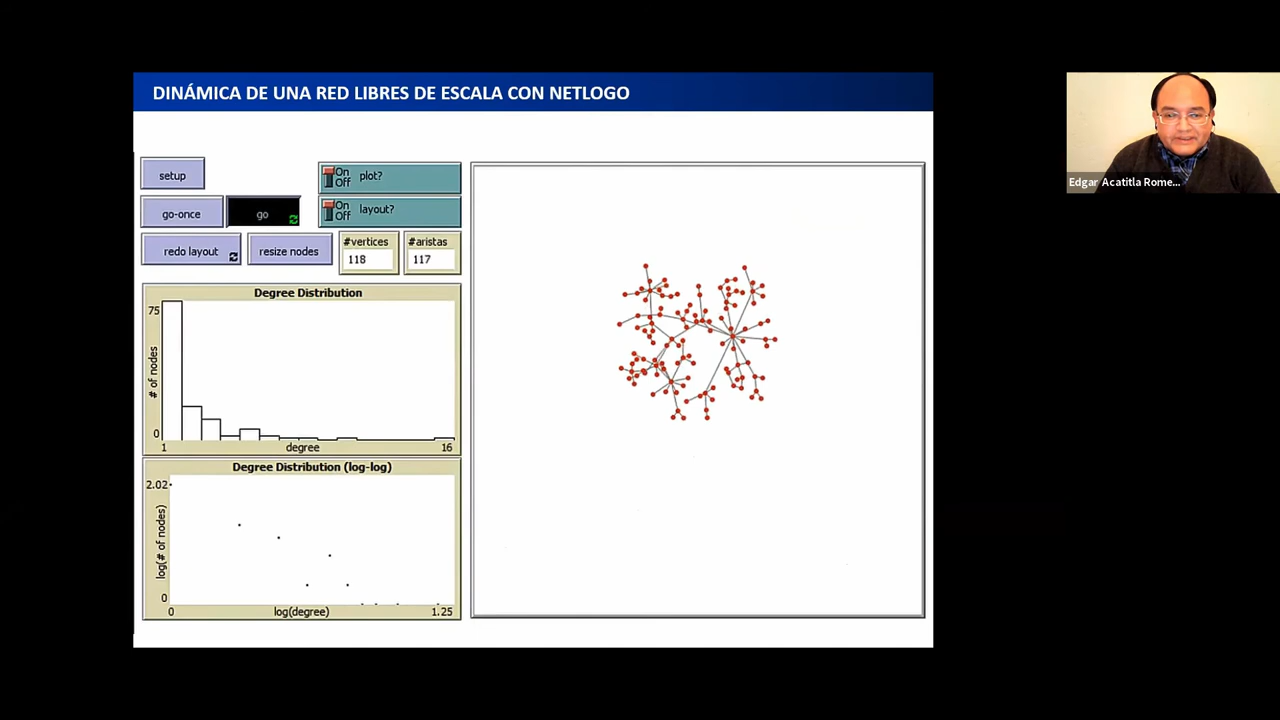 DINÁMICA DE UNA RED LIBRES DE ESCALA CON NETLOGO
setup
On
Off
plot?
go-once
go
On
Off
layout?
redo layout
resize nodes
#vertices
118
#aristas
117
Degree Distribution
75
# of nodes
0
1
degree
16
Degree Distribution (log-log)
2.02
log(# of nodes)
0
0
log(degree)
1.25
Edgar Acatitla Rome...